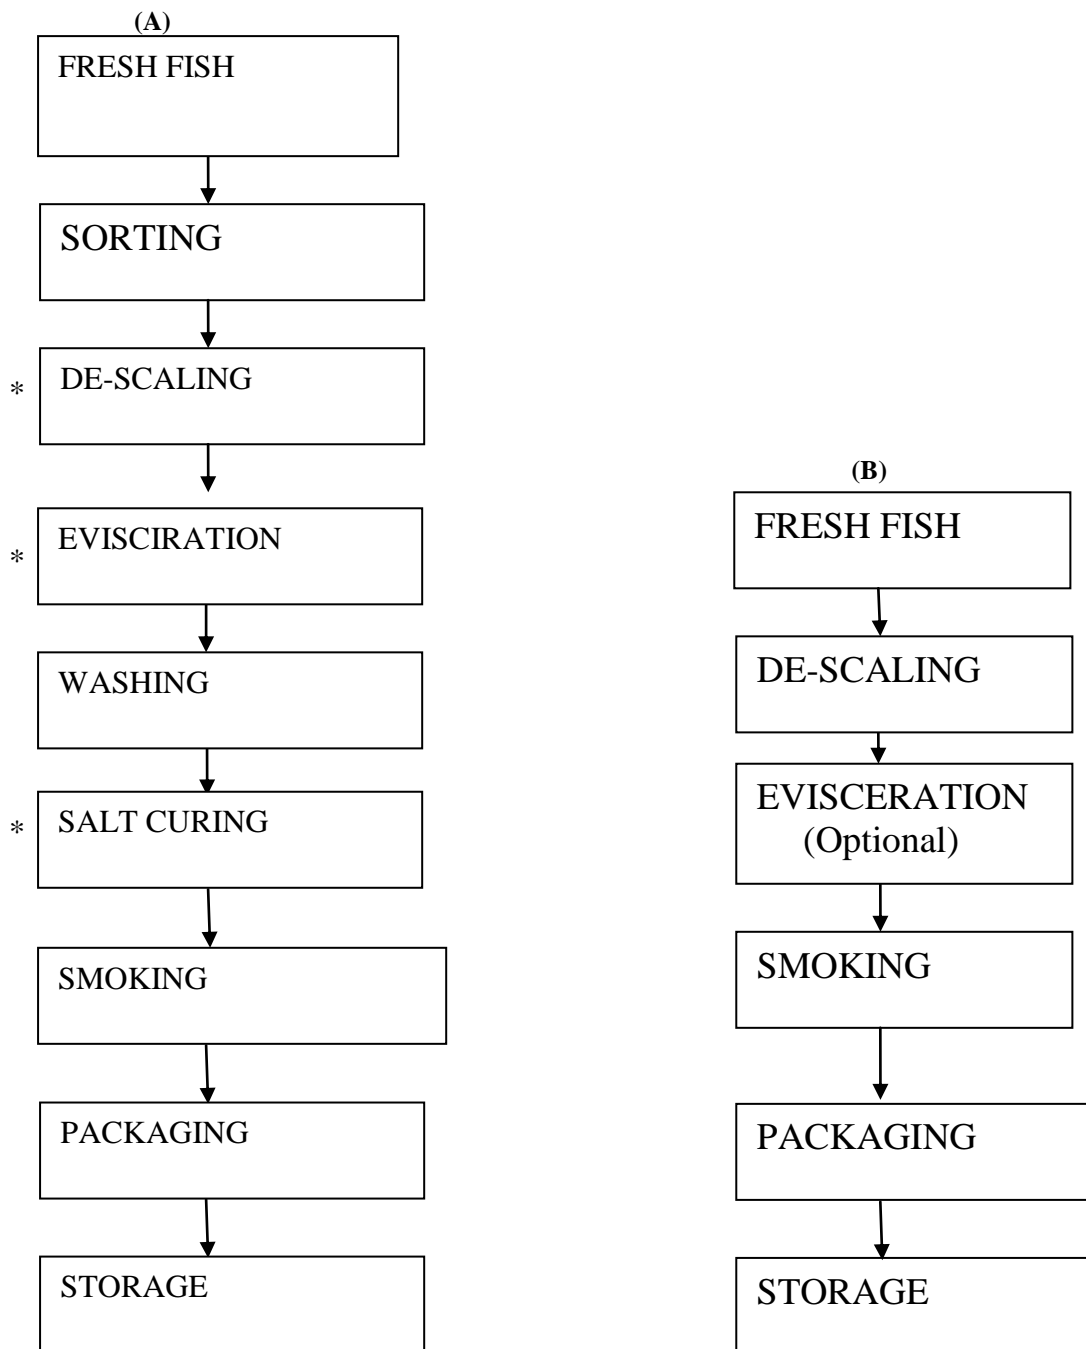 (A)
FRESH FISH
SORTING
* DE-SCALING
* EVISCIRATION
WASHING
* SALT CURING
SMOKING
PACKAGING
STORAGE
(B)
FRESH FISH
DE-SCALING
EVISCERATION
(Optional)
SMOKING
PACKAGING
STORAGE